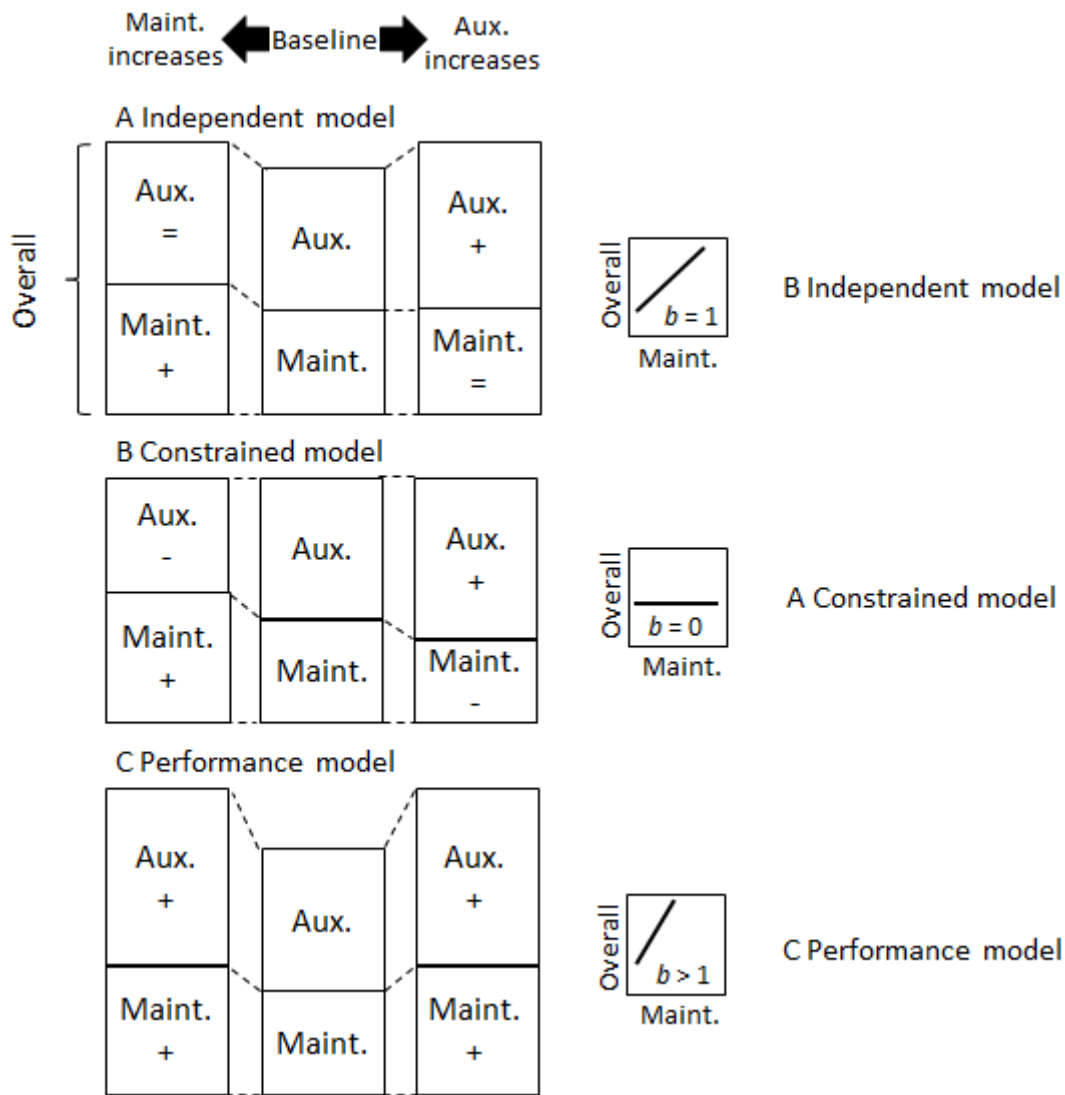 Maint.
increases
Baseline
Aux.
increases
A Independent model
Overall
Aux.
=
Maint.
+
Aux.
Maint.
Aux.
+
Maint.
=
Overall
b = 1
Maint.
B Independent model
B Constrained model
Aux.
-
Maint.
+
Aux.
Maint.
Aux.
+
Maint.
-
Overall
b = 0
Maint.
A Constrained model
C Performance model
Aux.
+
Maint.
+
Aux.
Maint.
Aux.
+
Maint.
+
Overall
b > 1
Maint.
C Performance model